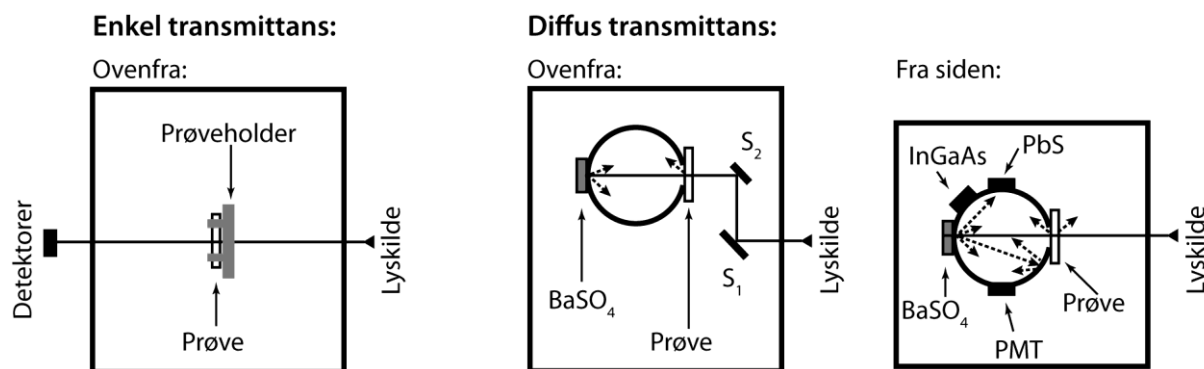 Enkel transmittans:
Ovenfra:
Prøveholder
Detektorer
Lyskilde
Prøve
Diffus transmittans:
Ovenfra:
S2
S1
BaSO4
Prøve
Lyskilde
Fra siden:
InGaAs
PbS
BaSO4
Prøve
PMT
Lyskilde